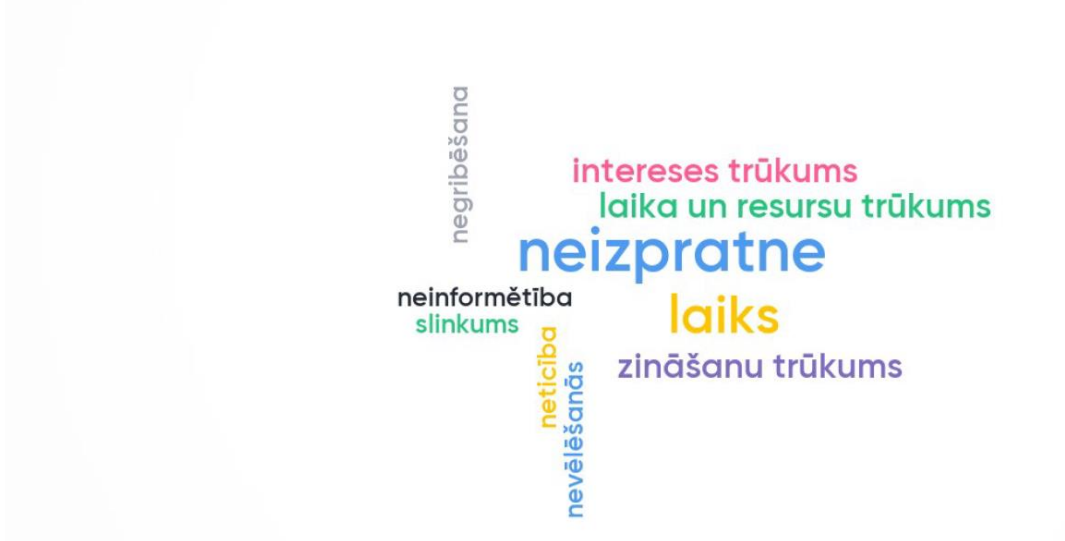 negribēšana
intereses trūkums
laika un resursu trūkums
neizpratne
neinformētība
laiks
slinkums
neticība
zināšanu trūkums
nevēlēšanās